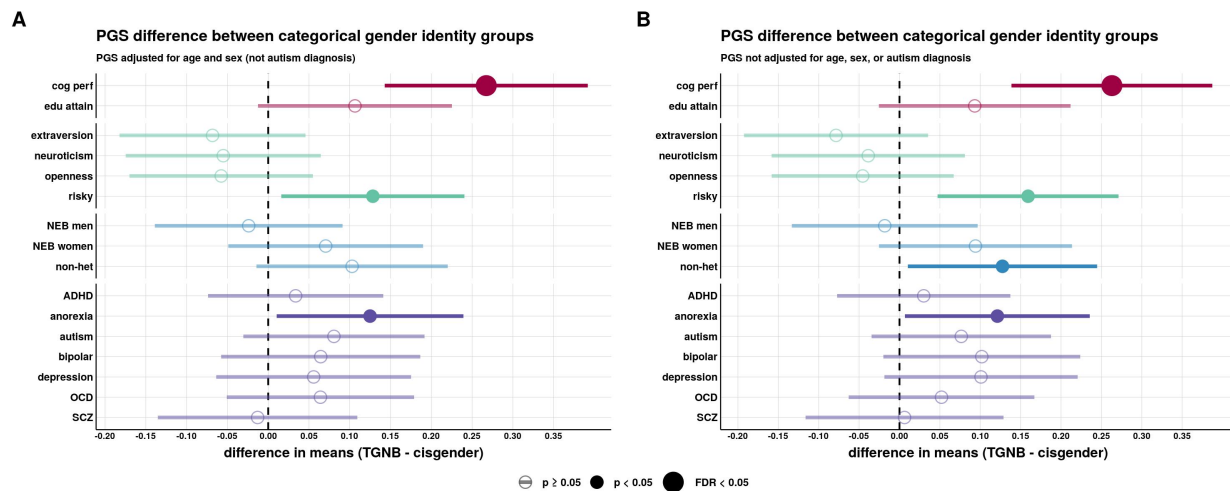 A
PGS difference between categorical gender identity groups
PGS adjusted for age and sex (not autism diagnosis)
cog perf
edu attain
extraversion
neuroticism
openness
risky
NEB men
NEB women
non-het
ADHD
anorexia
autism
bipolar
depression
OCD
SCZ
-0.20 -0.15 -0.10 -0.05 0.00 0.05 0.10 0.15 0.20 0.25 0.30 0.35
difference in means (TGNB - cisgender)
B
PGS difference between categorical gender identity groups
PGS not adjusted for age, sex, or autism diagnosis
cog perf
edu attain
extraversion
neuroticism
openness
risky
NEB men
NEB women
non-het
ADHD
anorexia
autism
bipolar
depression
OCD
SCZ
-0.20 -0.15 -0.10 -0.05 0.00 0.05 0.10 0.15 0.20 0.25 0.30 0.35
difference in means (TGNB - cisgender)
p ≥ 0.05 p < 0.05 FDR < 0.05